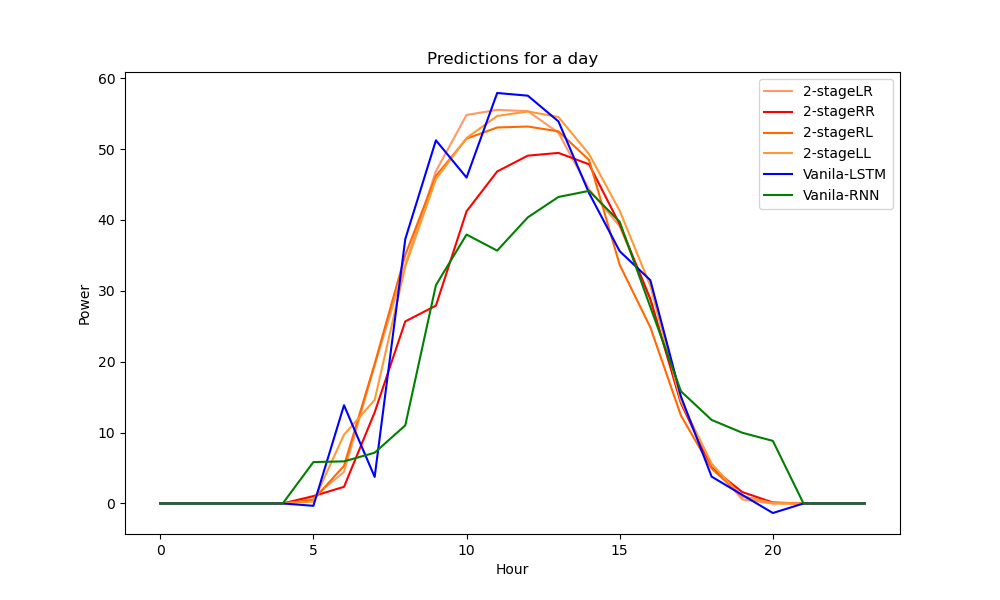 Predictions for a day
60
50
40
30
20
10
0
Power
0 5 10 15 20
Hour
2-stageLR
2-stageRR
2-stageRL
2-stageLL
Vanila-LSTM
Vanila-RNN